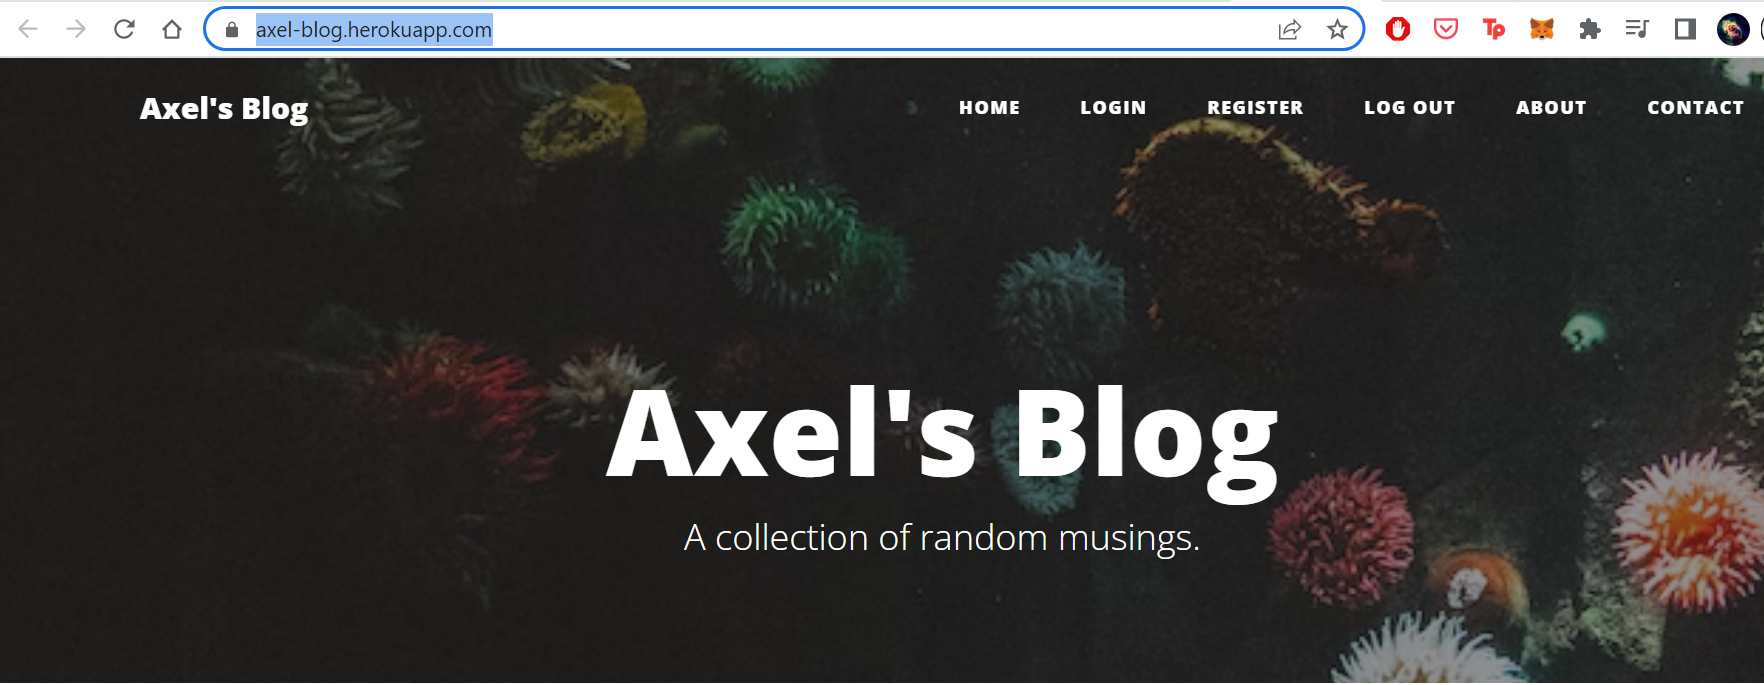 axel-blog.herokuapp.com
Axel's Blog
HOME LOGIN REGISTER LOG OUT ABOUT CONTACT
Axel's Blog
A collection of random musings.